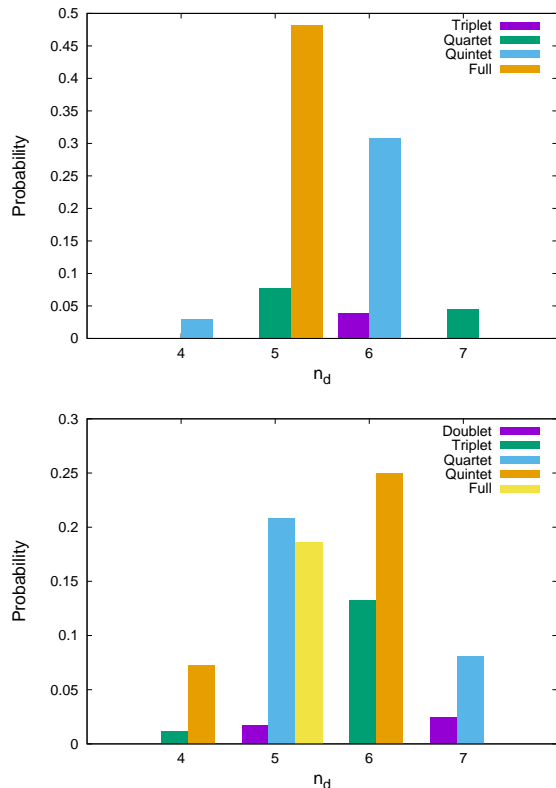 Probability
0.5
0.45
0.4
0.35
0.3
0.25
0.2
0.15
0.1
0.05
0
Triplet
Quartet
Quintet
Full
4 5 6 7
n_d
Probability
0.3
0.25
0.2
0.15
0.1
0.05
0
Doublet
Triplet
Quartet
Quintet
Full
4 5 6 7
n_d